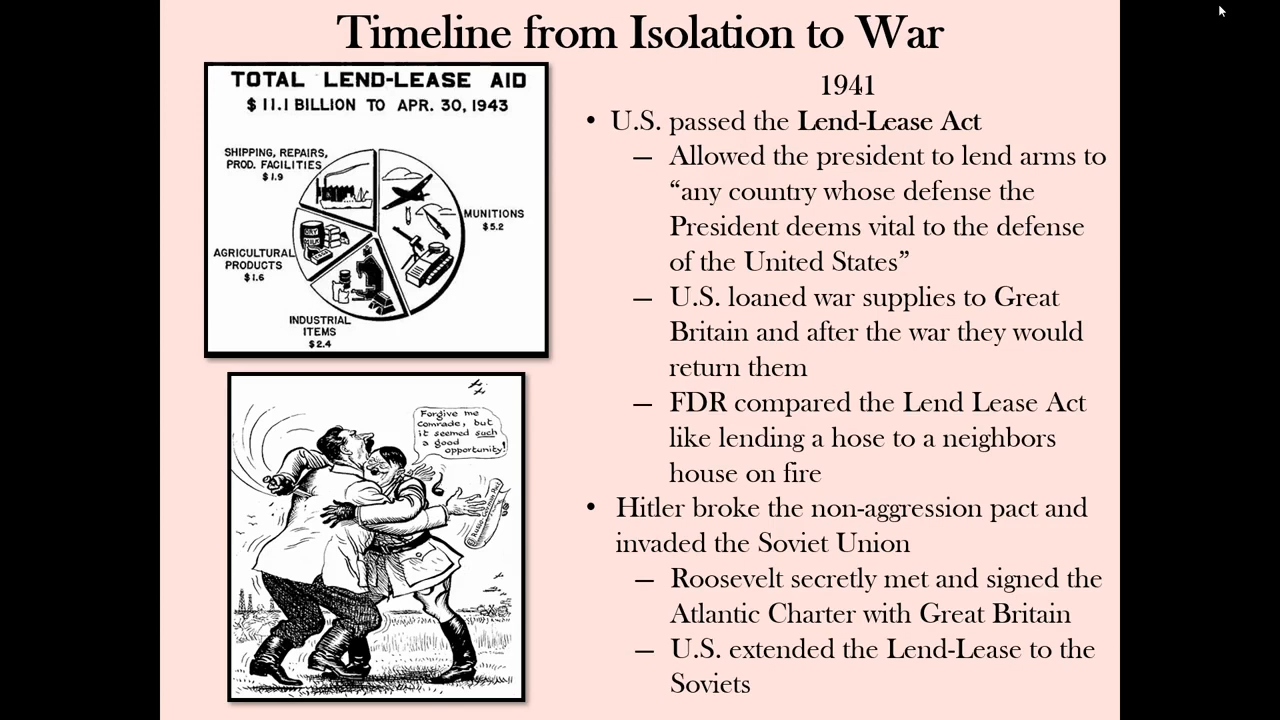 Timeline from Isolation to War
TOTAL LEND-LEASE AID
$ 11.1 BILLION TO APR. 30, 1943
SHIPPING, REPAIRS,
PROD. FACILITIES
$1.9
MUNITIONS
$5.2
AGRICULTURAL
PRODUCTS
$1.6
INDUSTRIAL
ITEMS
$2.4
Forgive me
Comrade, but
it seemed such
a good
opportunity!
1941
• U.S. passed the Lend-Lease Act
– Allowed the president to lend arms to
“any country whose defense the
President deems vital to the defense
of the United States”
– U.S. loaned war supplies to Great
Britain and after the war they would
return them
– FDR compared the Lend Lease Act
like lending a hose to a neighbors
house on fire
• Hitler broke the non-aggression pact and
invaded the Soviet Union
– Roosevelt secretly met and signed the
Atlantic Charter with Great Britain
– U.S. extended the Lend-Lease to the
Soviets